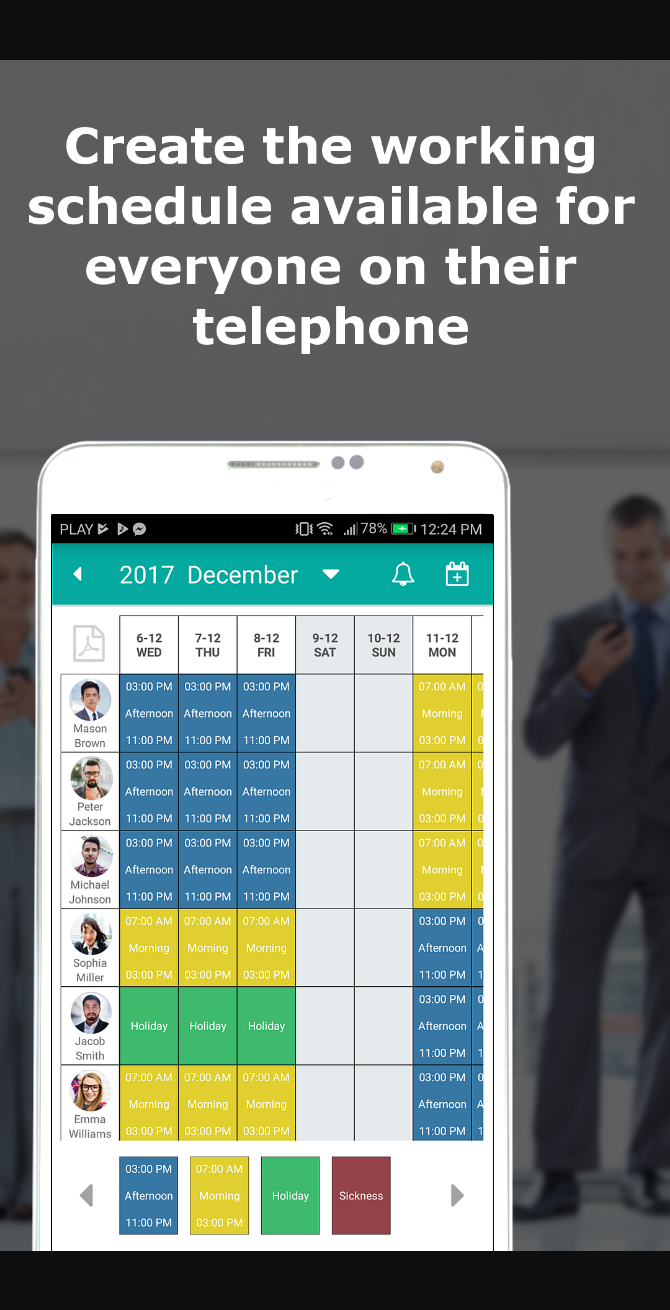 Create the working
schedule available for
everyone on their
telephone
PLAY 78% 12:24 PM
2017 December
6-12 7-12 8-12 9-12 10-12 11-12
WED THU FRI SAT SUN MON
03:00 PM 03:00 PM 03:00 PM 07:00 AM
Afternoon Afternoon Afternoon Morning
11:00 PM 11:00 PM 11:00 PM 03:00 PM
Mason
Brown
03:00 PM 03:00 PM 03:00 PM 07:00 AM
Afternoon Afternoon Afternoon Morning
11:00 PM 11:00 PM 11:00 PM 03:00 PM
Peter
Jackson
03:00 PM 03:00 PM 03:00 PM 07:00 AM
Afternoon Afternoon Afternoon Morning
11:00 PM 11:00 PM 11:00 PM 03:00 PM
Michael
Johnson
07:00 AM 07:00 AM 07:00 AM 03:00 PM
Morning Morning Morning Afternoon
03:00 PM 03:00 PM 03:00 PM 11:00 PM
Sophia
Miller
03:00 PM
Holiday Holiday Holiday Afternoon
11:00 PM
Jacob
Smith
07:00 AM 07:00 AM 07:00 AM 03:00 PM
Morning Morning Morning Afternoon
03:00 PM 03:00 PM 03:00 PM 11:00 PM
Emma
Williams
03:00 PM 07:00 AM
Afternoon Morning Holiday Sickness
11:00 PM 03:00 PM